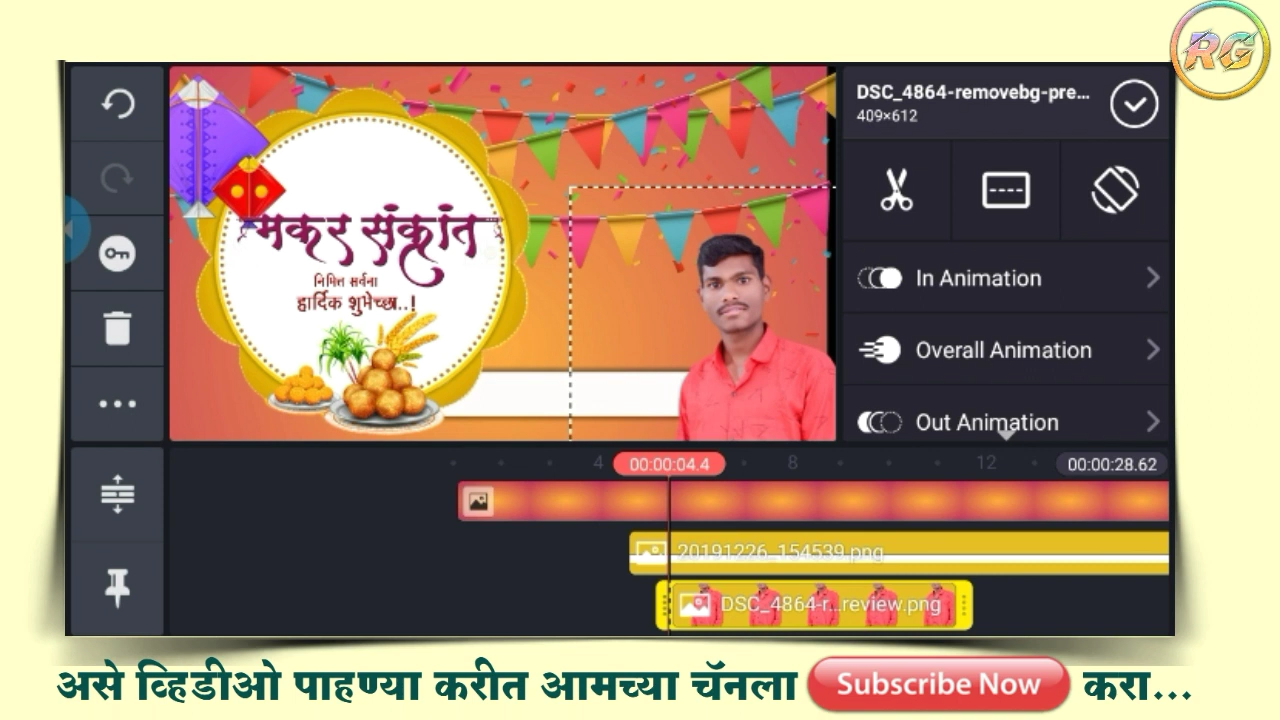 RG
DSC_4864-removebg-pre...
409×612
मकर संक्रांत
निमित्त सर्वना
हार्दिक शुभेच्छा..!
In Animation
Overall Animation
Out Animation
4
00:00:04.4
8
12
00:00:28.62
20191226_154539.png
DSC_4864-r...review.png
असे व्हिडीओ पाहण्या करीत आमच्या चॅनला Subscribe Now करा...